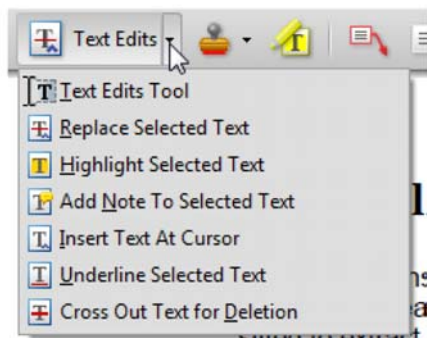 Text Edits
Text Edits Tool
Replace Selected Text
Highlight Selected Text
Add Note To Selected Text
Insert Text At Cursor
Underline Selected Text
Cross Out Text for Deletion